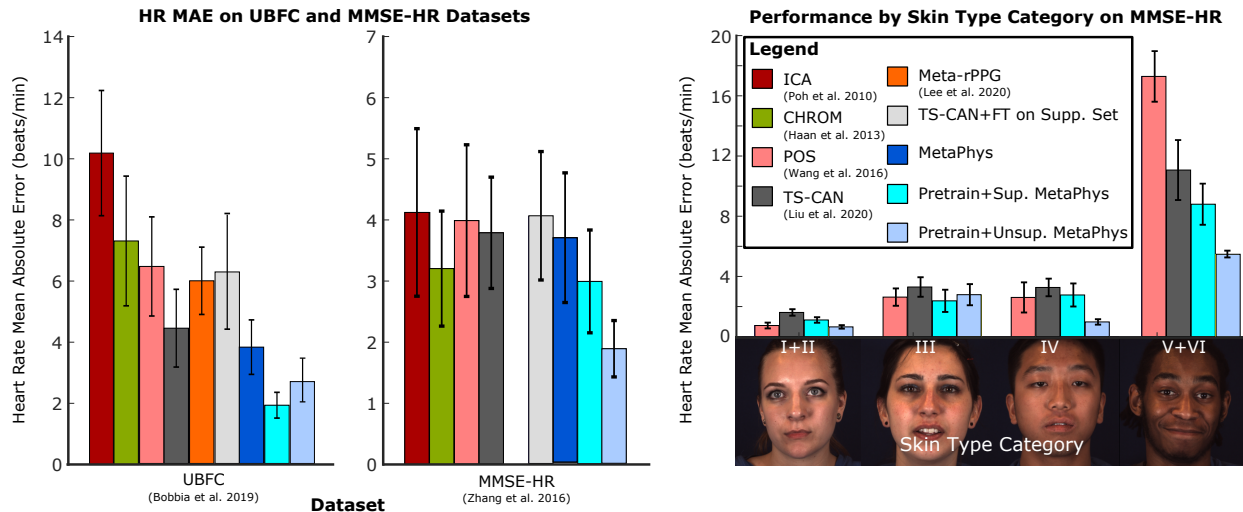 HR MAE on UBFC and MMSE-HR Datasets
Heart Rate Mean Absolute Error (beats/min)
14
12
10
8
6
4
2
0
UBFC
(Bobbia et al. 2019)
7
6
5
4
3
2
1
0
MMSE-HR
(Zhang et al. 2016)
Dataset
Performance by Skin Type Category on MMSE-HR
Heart Rate Mean Absolute Error (beats/min)
20
16
12
8
4
0
Legend
ICA
(Poh et al. 2010)
CHROM
(Haan et al. 2013)
POS
(Wang et al. 2016)
TS-CAN
(Liu et al. 2020)
Meta-rPPG
(Lee et al. 2020)
TS-CAN+FT on Supp. Set
MetaPhys
Pretrain+Sup. MetaPhys
Pretrain+Unsup. MetaPhys
I+II
III
IV
V+VI
Skin Type Category